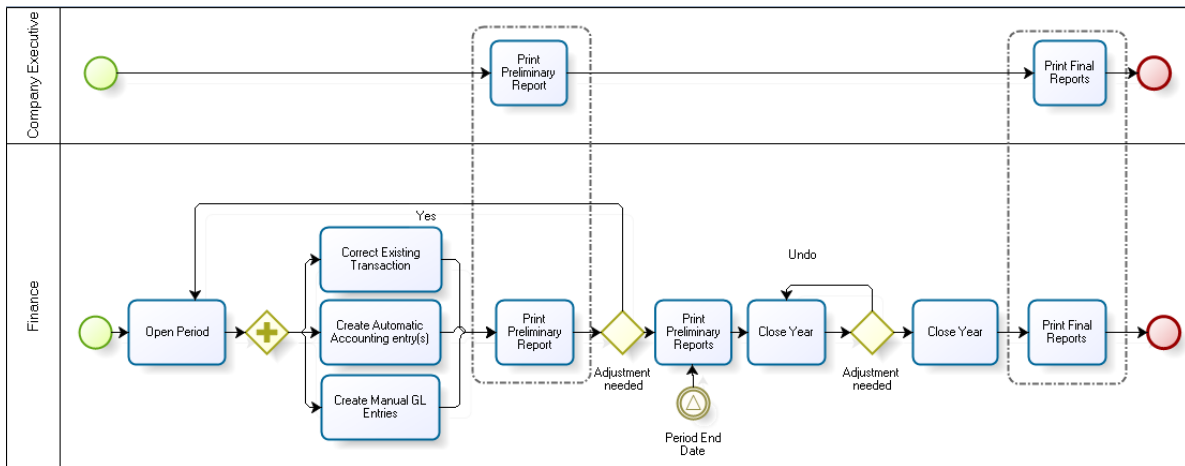 Company Executive
Print
Preliminary
Report
Print Final
Reports
Finance
Yes
Undo
Open Period
Correct Existing
Transaction
Create Automatic
Accounting entry(s)
Create Manual GL
Entries
Print
Preliminary
Report
Adjustment
needed
Print
Preliminary
Reports
Period End
Date
Close Year
Adjustment
needed
Close Year
Print Final
Reports